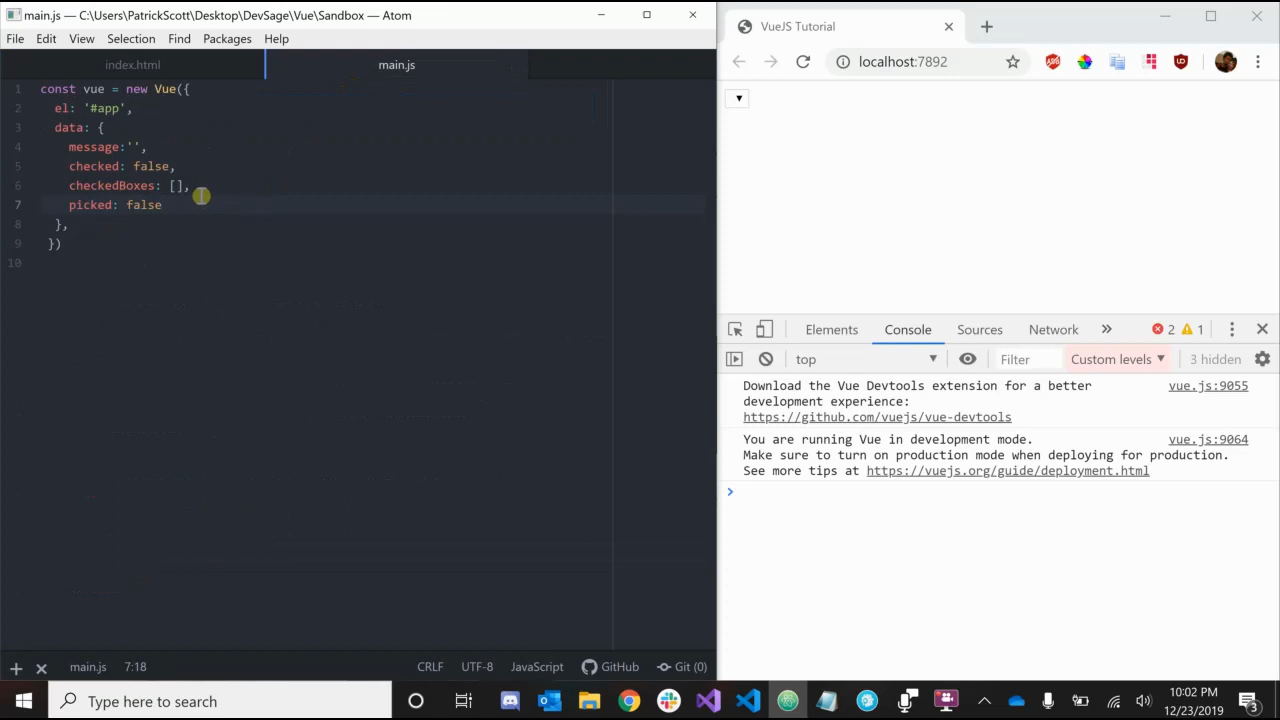 main.js — C:\Users\PatrickScott\Desktop\DevSage\Vue\Sandbox — Atom
File Edit View Selection Find Packages Help
index.html main.js
1 const vue = new Vue({
2 el: '#app',
3 data: {
4 message:'',
5 checked: false,
6 checkedBoxes: [],
7 picked: false
8 },
9 })
10
main.js 7:18 CRLF UTF-8 JavaScript GitHub Git (0)
VueJS Tutorial
localhost:7892
Elements Console Sources Network » 2 1
top Filter Custom levels 3 hidden
Download the Vue Devtools extension for a better vue.js:9055
development experience:
https://github.com/vuejs/vue-devtools
You are running Vue in development mode. vue.js:9064
Make sure to turn on production mode when deploying for production.
See more tips at https://vuejs.org/guide/deployment.html
>
Type here to search
10:02 PM
12/23/2019
3